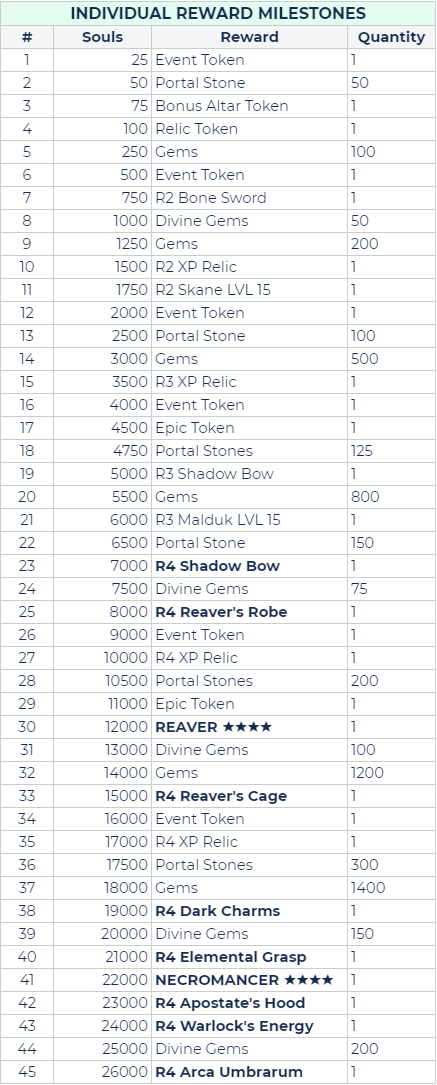 INDIVIDUAL REWARD MILESTONES
# Souls Reward Quantity
1 25 Event Token 1
2 50 Portal Stone 50
3 75 Bonus Altar Token 1
4 100 Relic Token 1
5 250 Gems 100
6 500 Event Token 1
7 750 R2 Bone Sword 1
8 1000 Divine Gems 50
9 1250 Gems 200
10 1500 R2 XP Relic 1
11 1750 R2 Skane LVL 15 1
12 2000 Event Token 1
13 2500 Portal Stone 100
14 3000 Gems 500
15 3500 R3 XP Relic 1
16 4000 Event Token 1
17 4500 Epic Token 1
18 4750 Portal Stones 125
19 5000 R3 Shadow Bow 1
20 5500 Gems 800
21 6000 R3 Malduk LVL 15 1
22 6500 Portal Stone 150
23 7000 R4 Shadow Bow 1
24 7500 Divine Gems 75
25 8000 R4 Reaver's Robe 1
26 9000 Event Token 1
27 10000 R4 XP Relic 1
28 10500 Portal Stones 200
29 11000 Epic Token 1
30 12000 REAVER ★★★★ 1
31 13000 Divine Gems 100
32 14000 Gems 1200
33 15000 R4 Reaver's Cage 1
34 16000 Event Token 1
35 17000 R4 XP Relic 1
36 17500 Portal Stones 300
37 18000 Gems 1400
38 19000 R4 Dark Charms 1
39 20000 Divine Gems 150
40 21000 R4 Elemental Grasp 1
41 22000 NECROMANCER ★★★★ 1
42 23000 R4 Apostate's Hood 1
43 24000 R4 Warlock's Energy 1
44 25000 Divine Gems 200
45 26000 R4 Arca Umbrarum 1